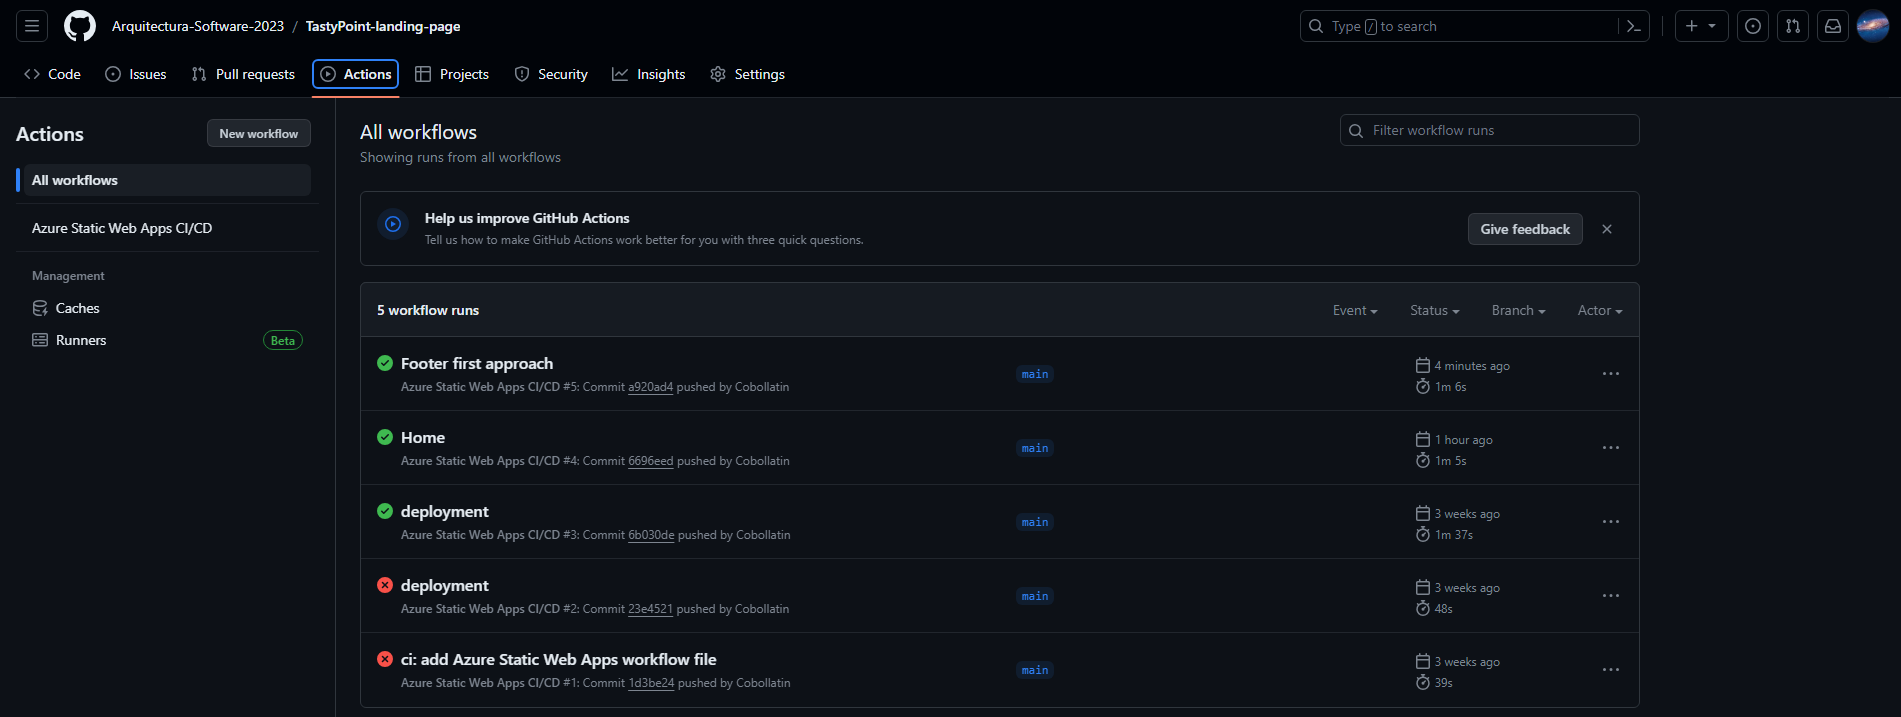 Arquitectura-Software-2023 / TastyPoint-landing-page
Type / to search
Code Issues Pull requests Actions Projects Security Insights Settings
Actions
New workflow
All workflows
Azure Static Web Apps CI/CD
Management
Caches
Runners Beta
All workflows
Showing runs from all workflows
Filter workflow runs
Help us improve GitHub Actions
Tell us how to make GitHub Actions work better for you with three quick questions.
Give feedback
5 workflow runs
Event Status Branch Actor
Footer first approach
Azure Static Web Apps CI/CD #5: Commit a920ad4 pushed by Cobollatin
main
4 minutes ago
1m 6s
Home
Azure Static Web Apps CI/CD #4: Commit 6696eed pushed by Cobollatin
main
1 hour ago
1m 5s
deployment
Azure Static Web Apps CI/CD #3: Commit 6b030de pushed by Cobollatin
main
3 weeks ago
1m 37s
deployment
Azure Static Web Apps CI/CD #2: Commit 23e4521 pushed by Cobollatin
main
3 weeks ago
48s
ci: add Azure Static Web Apps workflow file
Azure Static Web Apps CI/CD #1: Commit 1d3be24 pushed by Cobollatin
main
3 weeks ago
39s